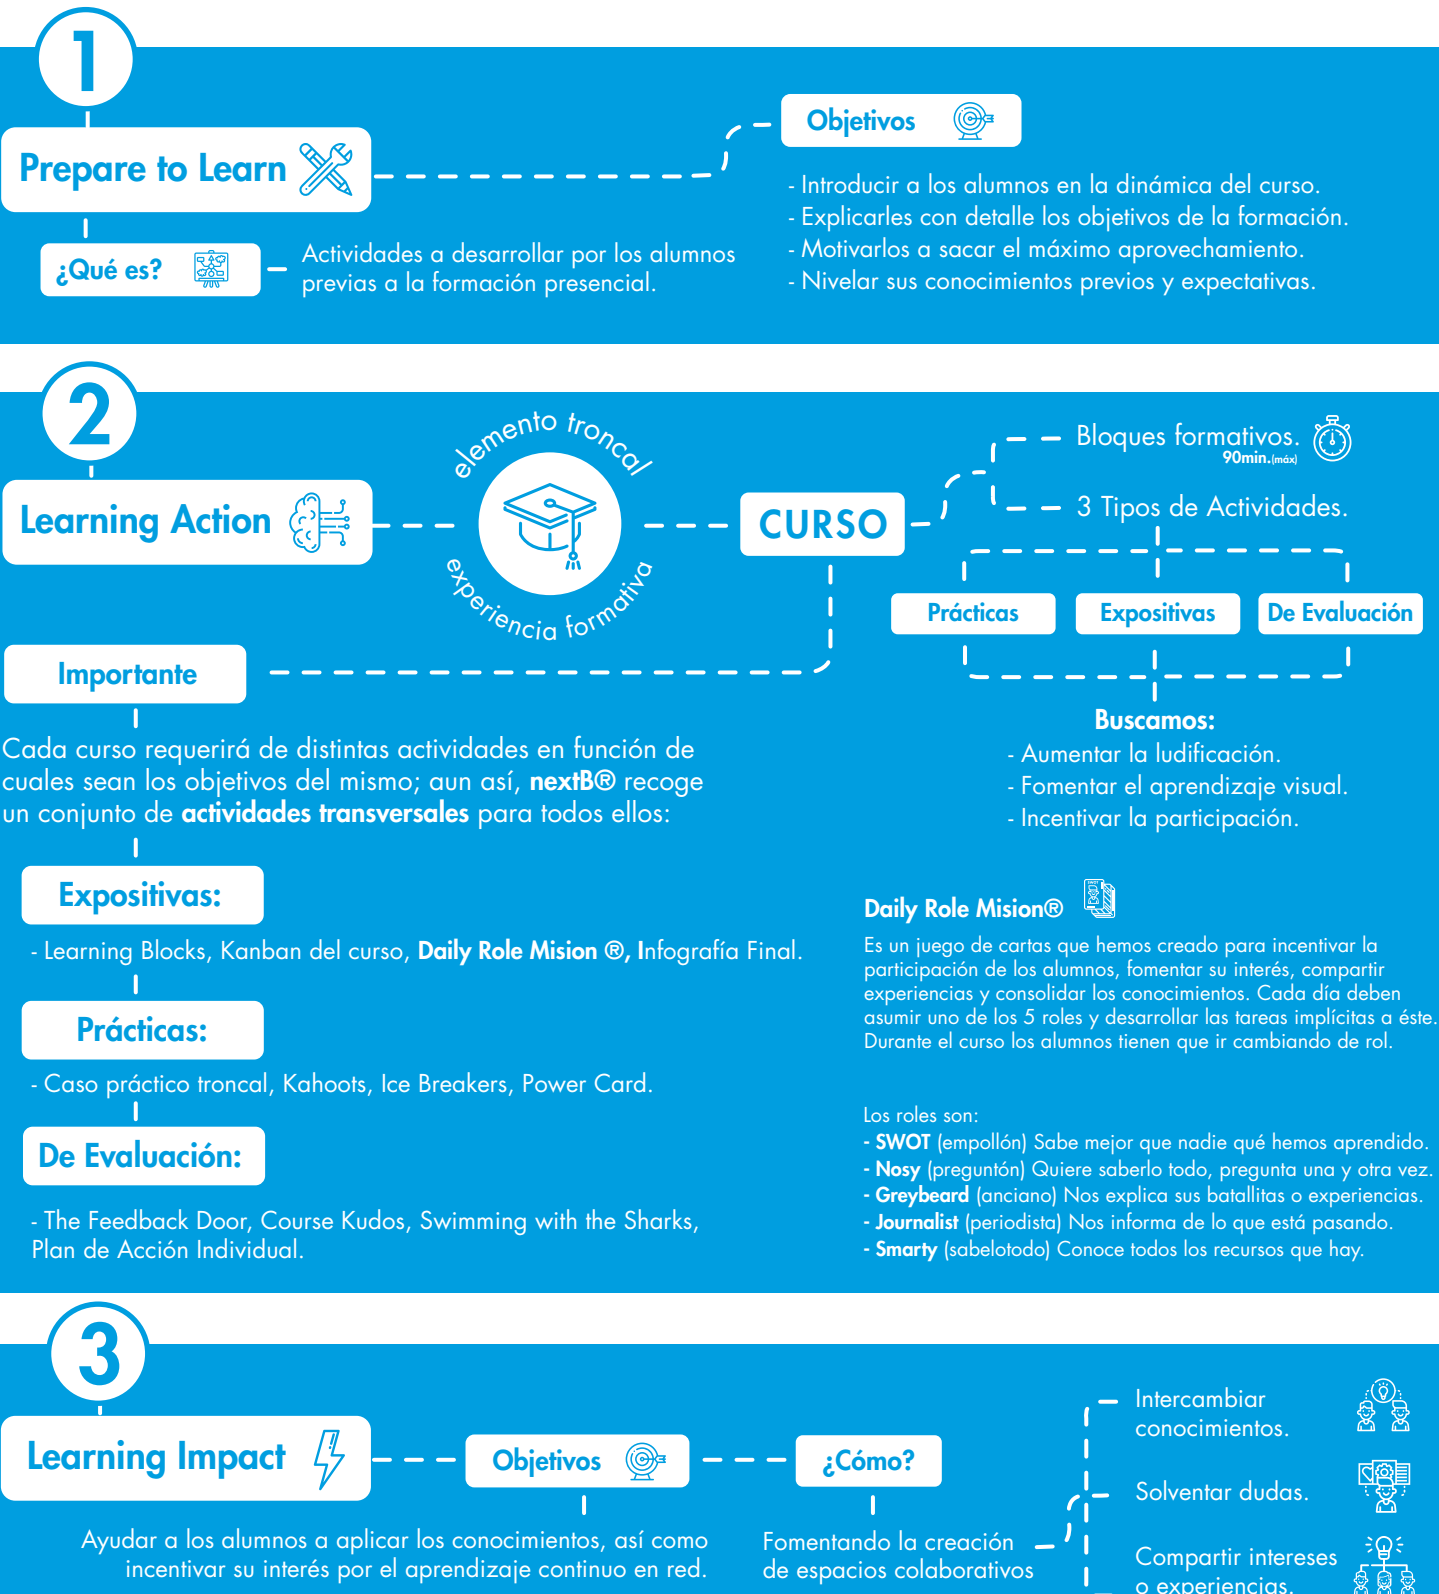 1
Prepare to Learn
¿Qué es?
Actividades a desarrollar por los alumnos
previas a la formación presencial.
Objetivos
- Introducir a los alumnos en la dinámica del curso.
- Explicarles con detalle los objetivos de la formación.
- Motivarlos a sacar el máximo aprovechamiento.
- Nivelar sus conocimientos previos y expectativas.
2
Learning Action
elemento troncal
experiencia formativa
CURSO
Bloques formativos.
90min.(máx)
3 Tipos de Actividades.
Prácticas
Expositivas
De Evaluación
Buscamos:
- Aumentar la ludificación.
- Fomentar el aprendizaje visual.
- Incentivar la participación.
Importante
Cada curso requerirá de distintas actividades en función de
cuales sean los objetivos del mismo; aun así, nextB® recoge
un conjunto de actividades transversales para todos ellos:
Expositivas:
- Learning Blocks, Kanban del curso, Daily Role Mision ®, Infografía Final.
Prácticas:
- Caso práctico troncal, Kahoots, Ice Breakers, Power Card.
De Evaluación:
- The Feedback Door, Course Kudos, Swimming with the Sharks,
Plan de Acción Individual.
Daily Role Mision®
SWOT
Es un juego de cartas que hemos creado para incentivar la
participación de los alumnos, fomentar su interés, compartir
experiencias y consolidar los conocimientos. Cada día deben
asumir uno de los 5 roles y desarrollar las tareas implícitas a éste.
Durante el curso los alumnos tienen que ir cambiando de rol.
Los roles son:
- SWOT (empollón) Sabe mejor que nadie qué hemos aprendido.
- Nosy (preguntón) Quiere saberlo todo, pregunta una y otra vez.
- Greybeard (anciano) Nos explica sus batallitas o experiencias.
- Journalist (periodista) Nos informa de lo que está pasando.
- Smarty (sabelotodo) Conoce todos los recursos que hay.
3
Learning Impact
Objetivos
Ayudar a los alumnos a aplicar los conocimientos, así como
incentivar su interés por el aprendizaje continuo en red.
¿Cómo?
Fomentando la creación
de espacios colaborativos
Intercambiar
conocimientos.
Solventar dudas.
Compartir intereses
o experiencias.